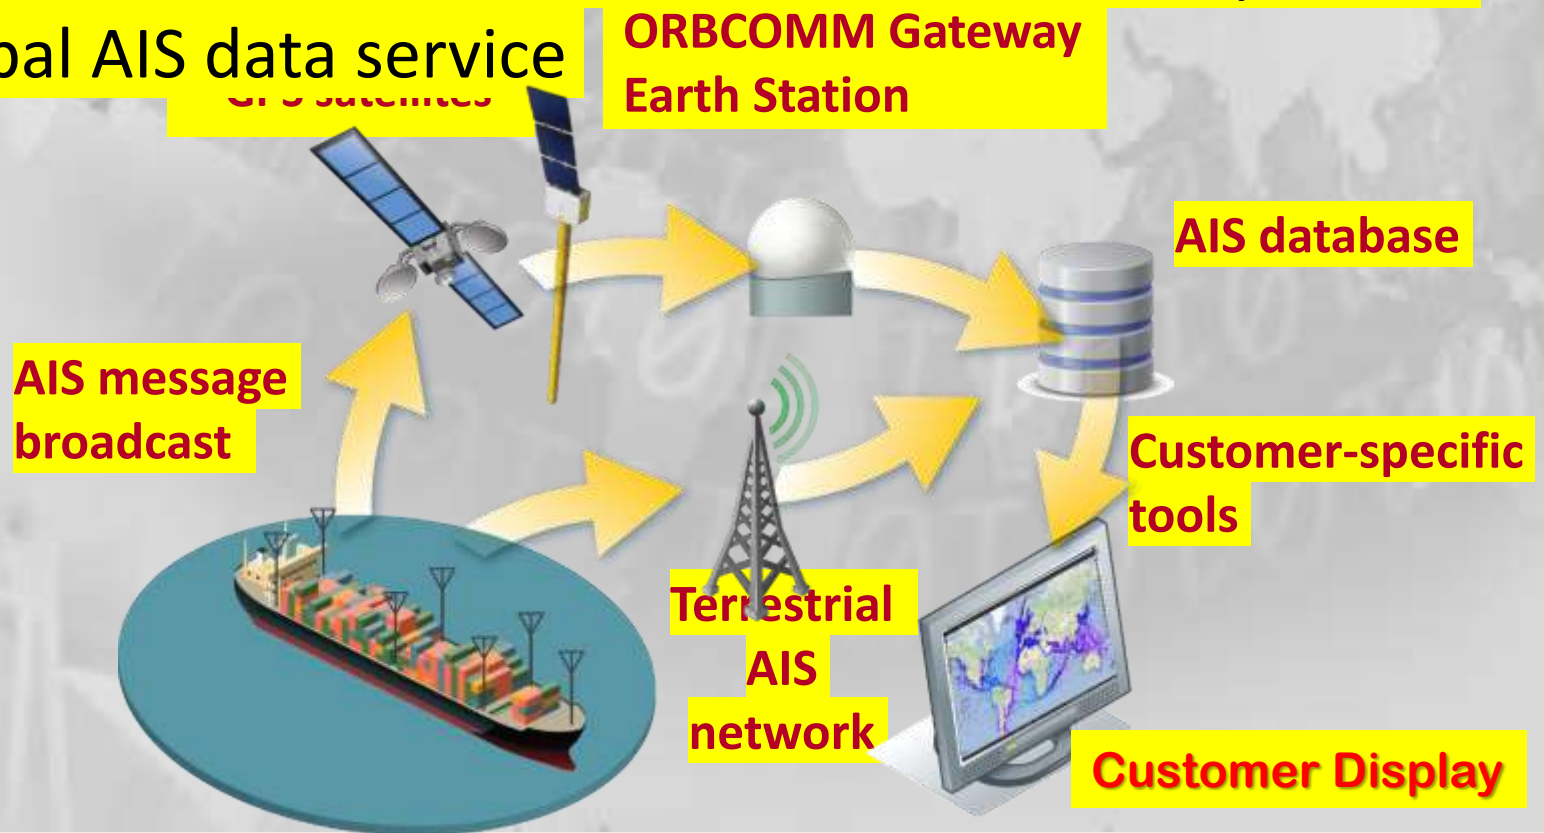 AIS data service
ORBCOMM Gateway
Earth Station
satellites
AIS database
AIS message
broadcast
Customer-specific
tools
Terrestrial
AIS
network
Customer Display